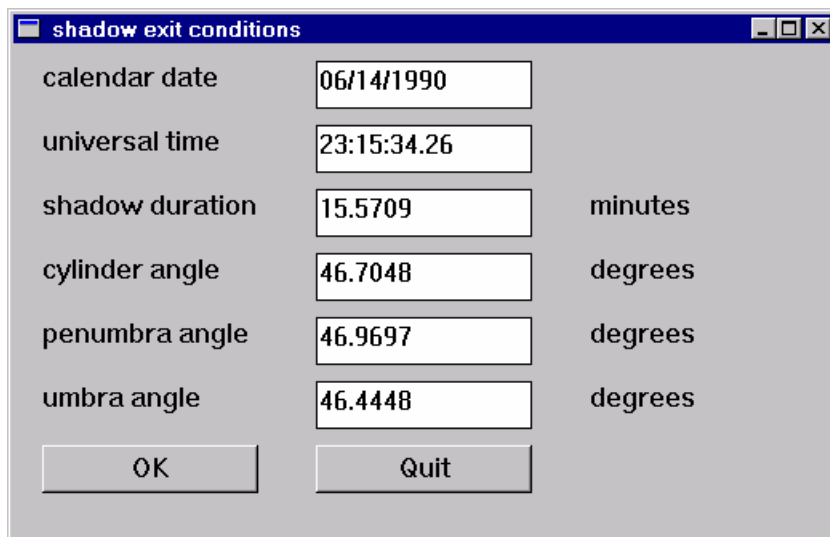 shadow exit conditions
calendar date 06/14/1990
universal time 23:15:34.26
shadow duration 15.5709 minutes
cylinder angle 46.7048 degrees
penumbra angle 46.9697 degrees
umbra angle 46.4448 degrees
OK Quit